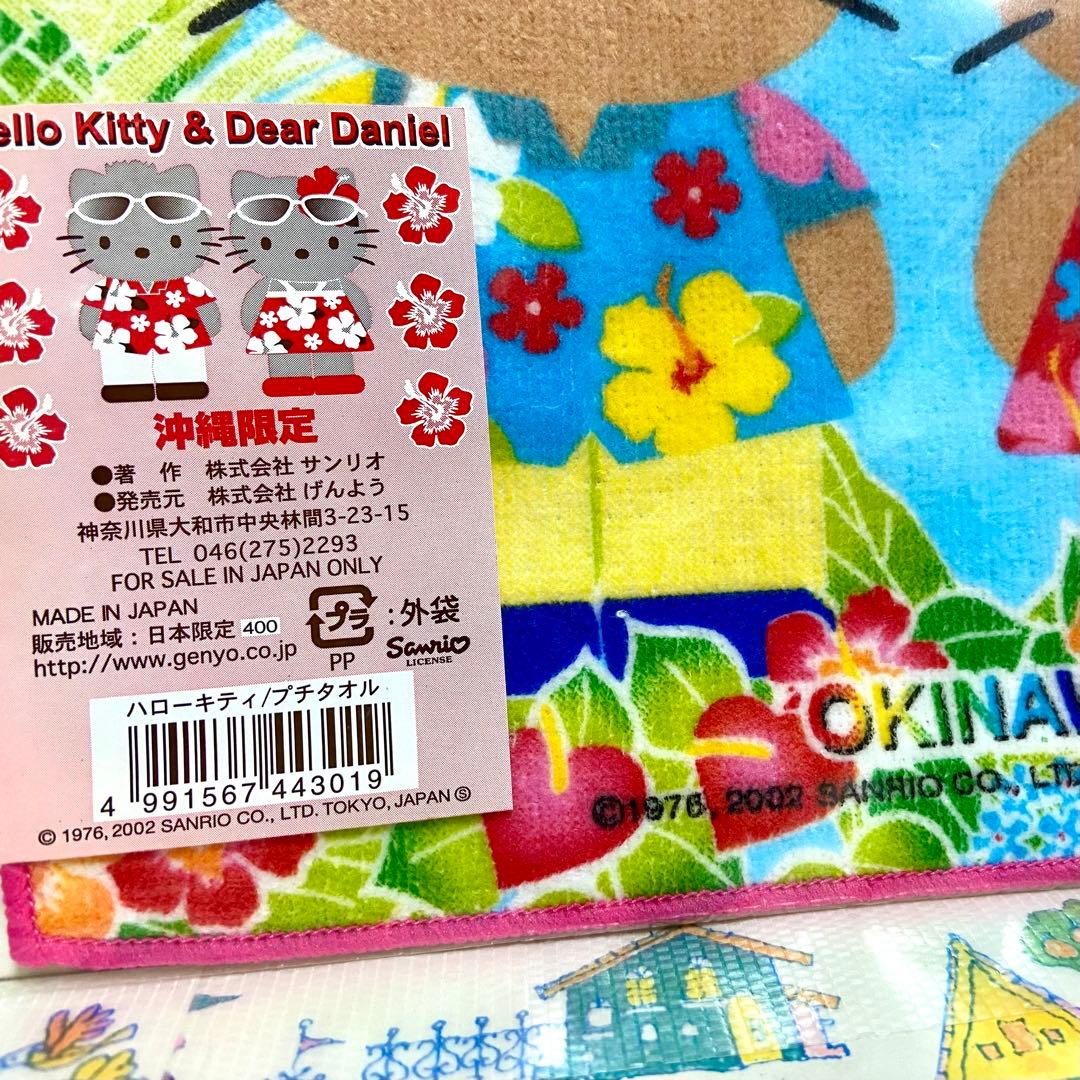 ello Kitty & Dear Daniel
沖縄限定
●著 作 株式会社 サンリオ
●発売元 株式会社 げんよう
神奈川県大和市中央林間3-23-15
TEL 046(275)2293
FOR SALE IN JAPAN ONLY
MADE IN JAPAN
販売地域：日本限定 400
http://www.genyo.co.jp
プラ ：外袋
PP
Sanrio
LICENSE
ハローキティ/プチタオル
4 991567 443019
© 1976, 2002 SANRIO CO., LTD. TOKYO, JAPAN Ⓢ
OKINAW
©1976, 2002 SANRIO CO., LTD